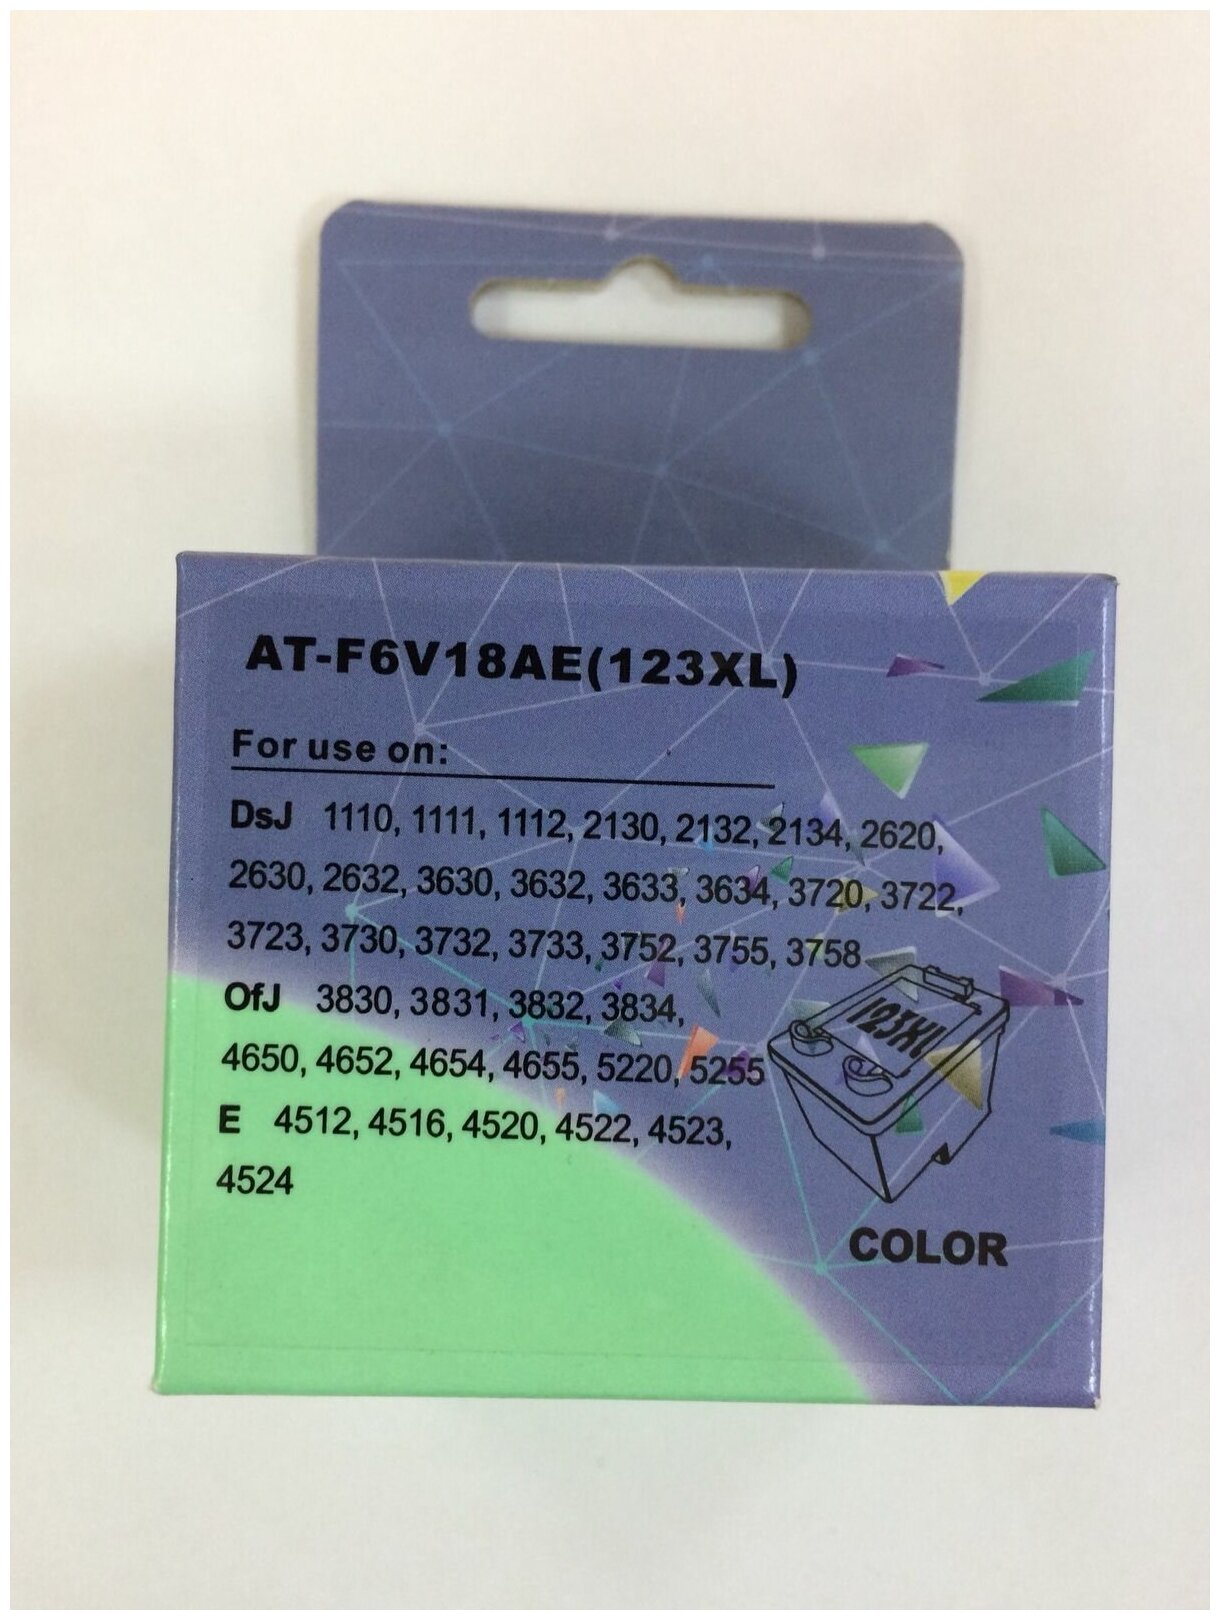 AT-F6V18AE(123XL)
For use on:
DsJ 1110, 1111, 1112, 2130, 2132, 2134, 2620,
2630, 2632, 3630, 3632, 3633, 3634, 3720, 3722,
3723, 3730, 3732, 3733, 3752, 3755, 3758
OfJ 3830, 3831, 3832, 3834,
4650, 4652, 4654, 4655, 5220, 5255
E 4512, 4516, 4520, 4522, 4523,
4524
123XL
COLOR